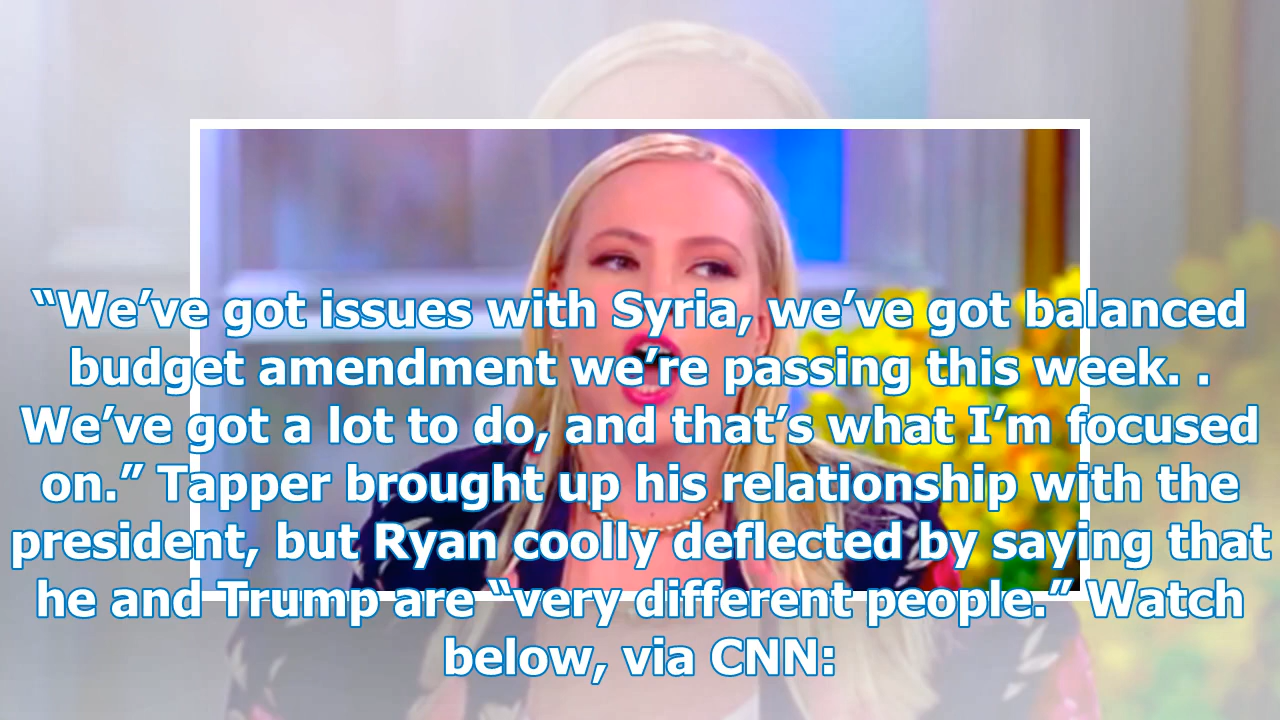 “We’ve got issues with Syria, we’ve got balanced
budget amendment we’re passing this week. .
We’ve got a lot to do, and that’s what I’m focused
on.” Tapper brought up his relationship with the
president, but Ryan coolly deflected by saying that
he and Trump are “very different people.” Watch
below, via CNN: